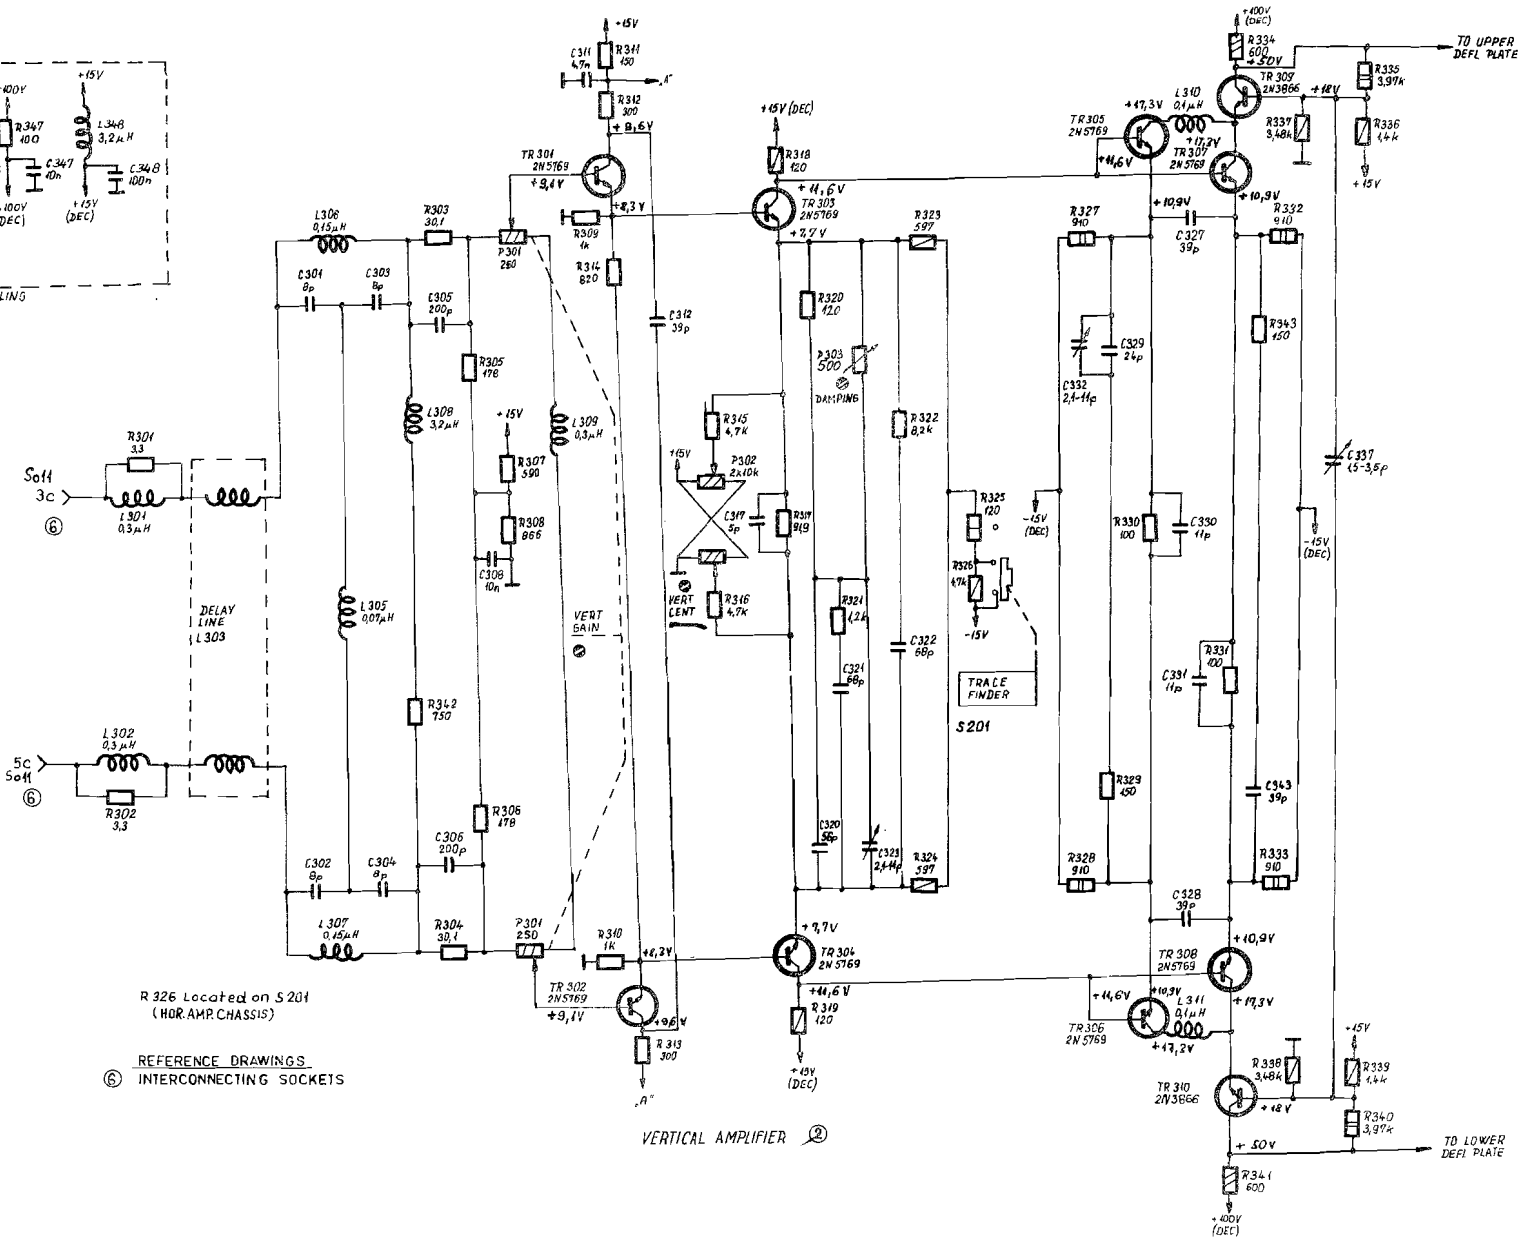 +100V
R347
100
C347
10n
+100V
(DEC)
+15V
L348
3,2µH
C348
100n
+15V
(DEC)
LING
So11
3C
⑥
R301
3,3
L301
0,3µH
DELAY
LINE
L303
L302
0,3µH
5C
So11
⑥
R302
3,3
L306
0,15µH
C301
8p
C303
8p
R303
30,1
C305
200p
R305
178
L308
3,2µH
L305
0,07µH
R342
750
+15V
R307
590
R308
866
C308
10n
R306
178
C306
200p
C302
8p
C304
8p
L307
0,15µH
R304
30,1
P301
250
P301
250
L309
0,3µH
VERT
GAIN
+15V
C311
4,7n
R311
150
„A"
R312
300
+9,6V
TR301
2N5769
+9,1V
+8,3V
R309
1k
R314
820
C312
39p
R310
1k
+8,3V
TR302
2N5769
+9,1V
+9,6V
R313
300
„A"
+15V (DEC)
R318
120
+11,6V
TR303
2N5769
+7,7V
R315
4,7K
+15V
P302
2x10k
VERT
CENT
R316
4,7K
C317
5p
R317
91,9
R320
120
P303
500
DAMPING
R321
1,2k
C321
68p
C320
56p
C323
2,1-11p
R322
8,2k
C322
68p
R323
597
R324
597
R325
120
R326
4,7k
-15V
TRACE
FINDER
S201
+7,7V
TR304
2N5769
+11,6V
R319
120
+15V
(DEC)
+100V
(DEC)
R334
600
+50V
TR309
2N3866
+18V
L310
0,1µH
+17,3V
TR305
2N5769
+11,6V
+17,3V
TR307
2N5769
+10,9V
+10,9V
C327
39p
R327
910
R332
910
R337
3,48k
R335
3,97k
R336
1,4k
+15V
TO UPPER
DEFL PLATE
C332
2,1-11p
C329
24p
R343
150
C337
1,5-3,5p
-15V
(DEC)
R330
100
C330
11p
-15V
(DEC)
C331
11p
R331
100
R329
150
C343
39p
R328
910
R333
910
C328
39p
+10,9V
TR308
2N5769
+17,3V
+11,6V
+10,9V
L311
0,1µH
TR306
2N5769
+17,3V
R338
3,48k
+15V
R339
1,4k
TR310
2N3866
+18V
R340
3,97k
+50V
TO LOWER
DEFL PLATE
R341
600
+100V
(DEC)
R326 Located on S201
(HOR.AMP.CHASSIS)
REFERENCE DRAWINGS
⑥ INTERCONNECTING SOCKETS
VERTICAL AMPLIFIER ②